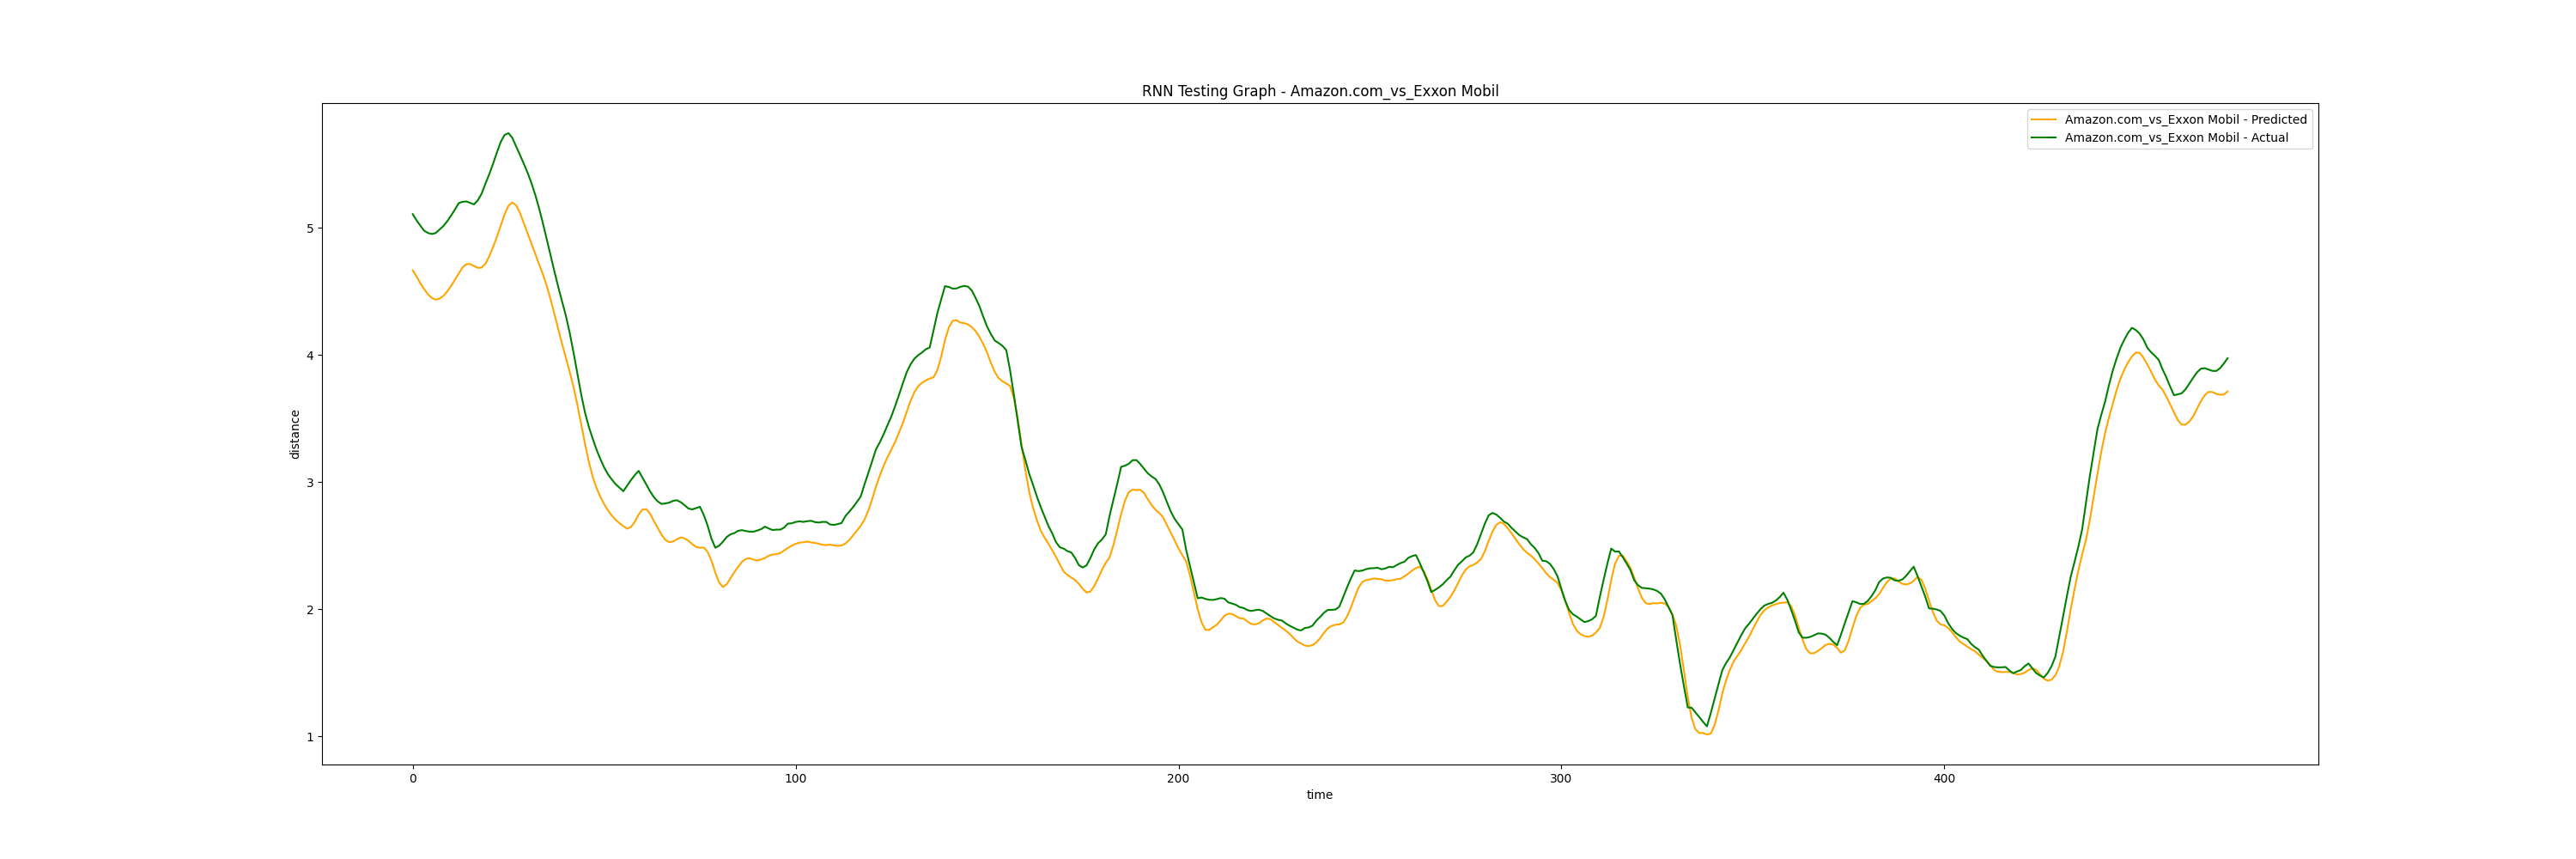 RNN Testing Graph - Amazon.com_vs_Exxon Mobil
Amazon.com_vs_Exxon Mobil - Predicted
Amazon.com_vs_Exxon Mobil - Actual
5
4
3
2
1
distance
0 100 200 300 400
time